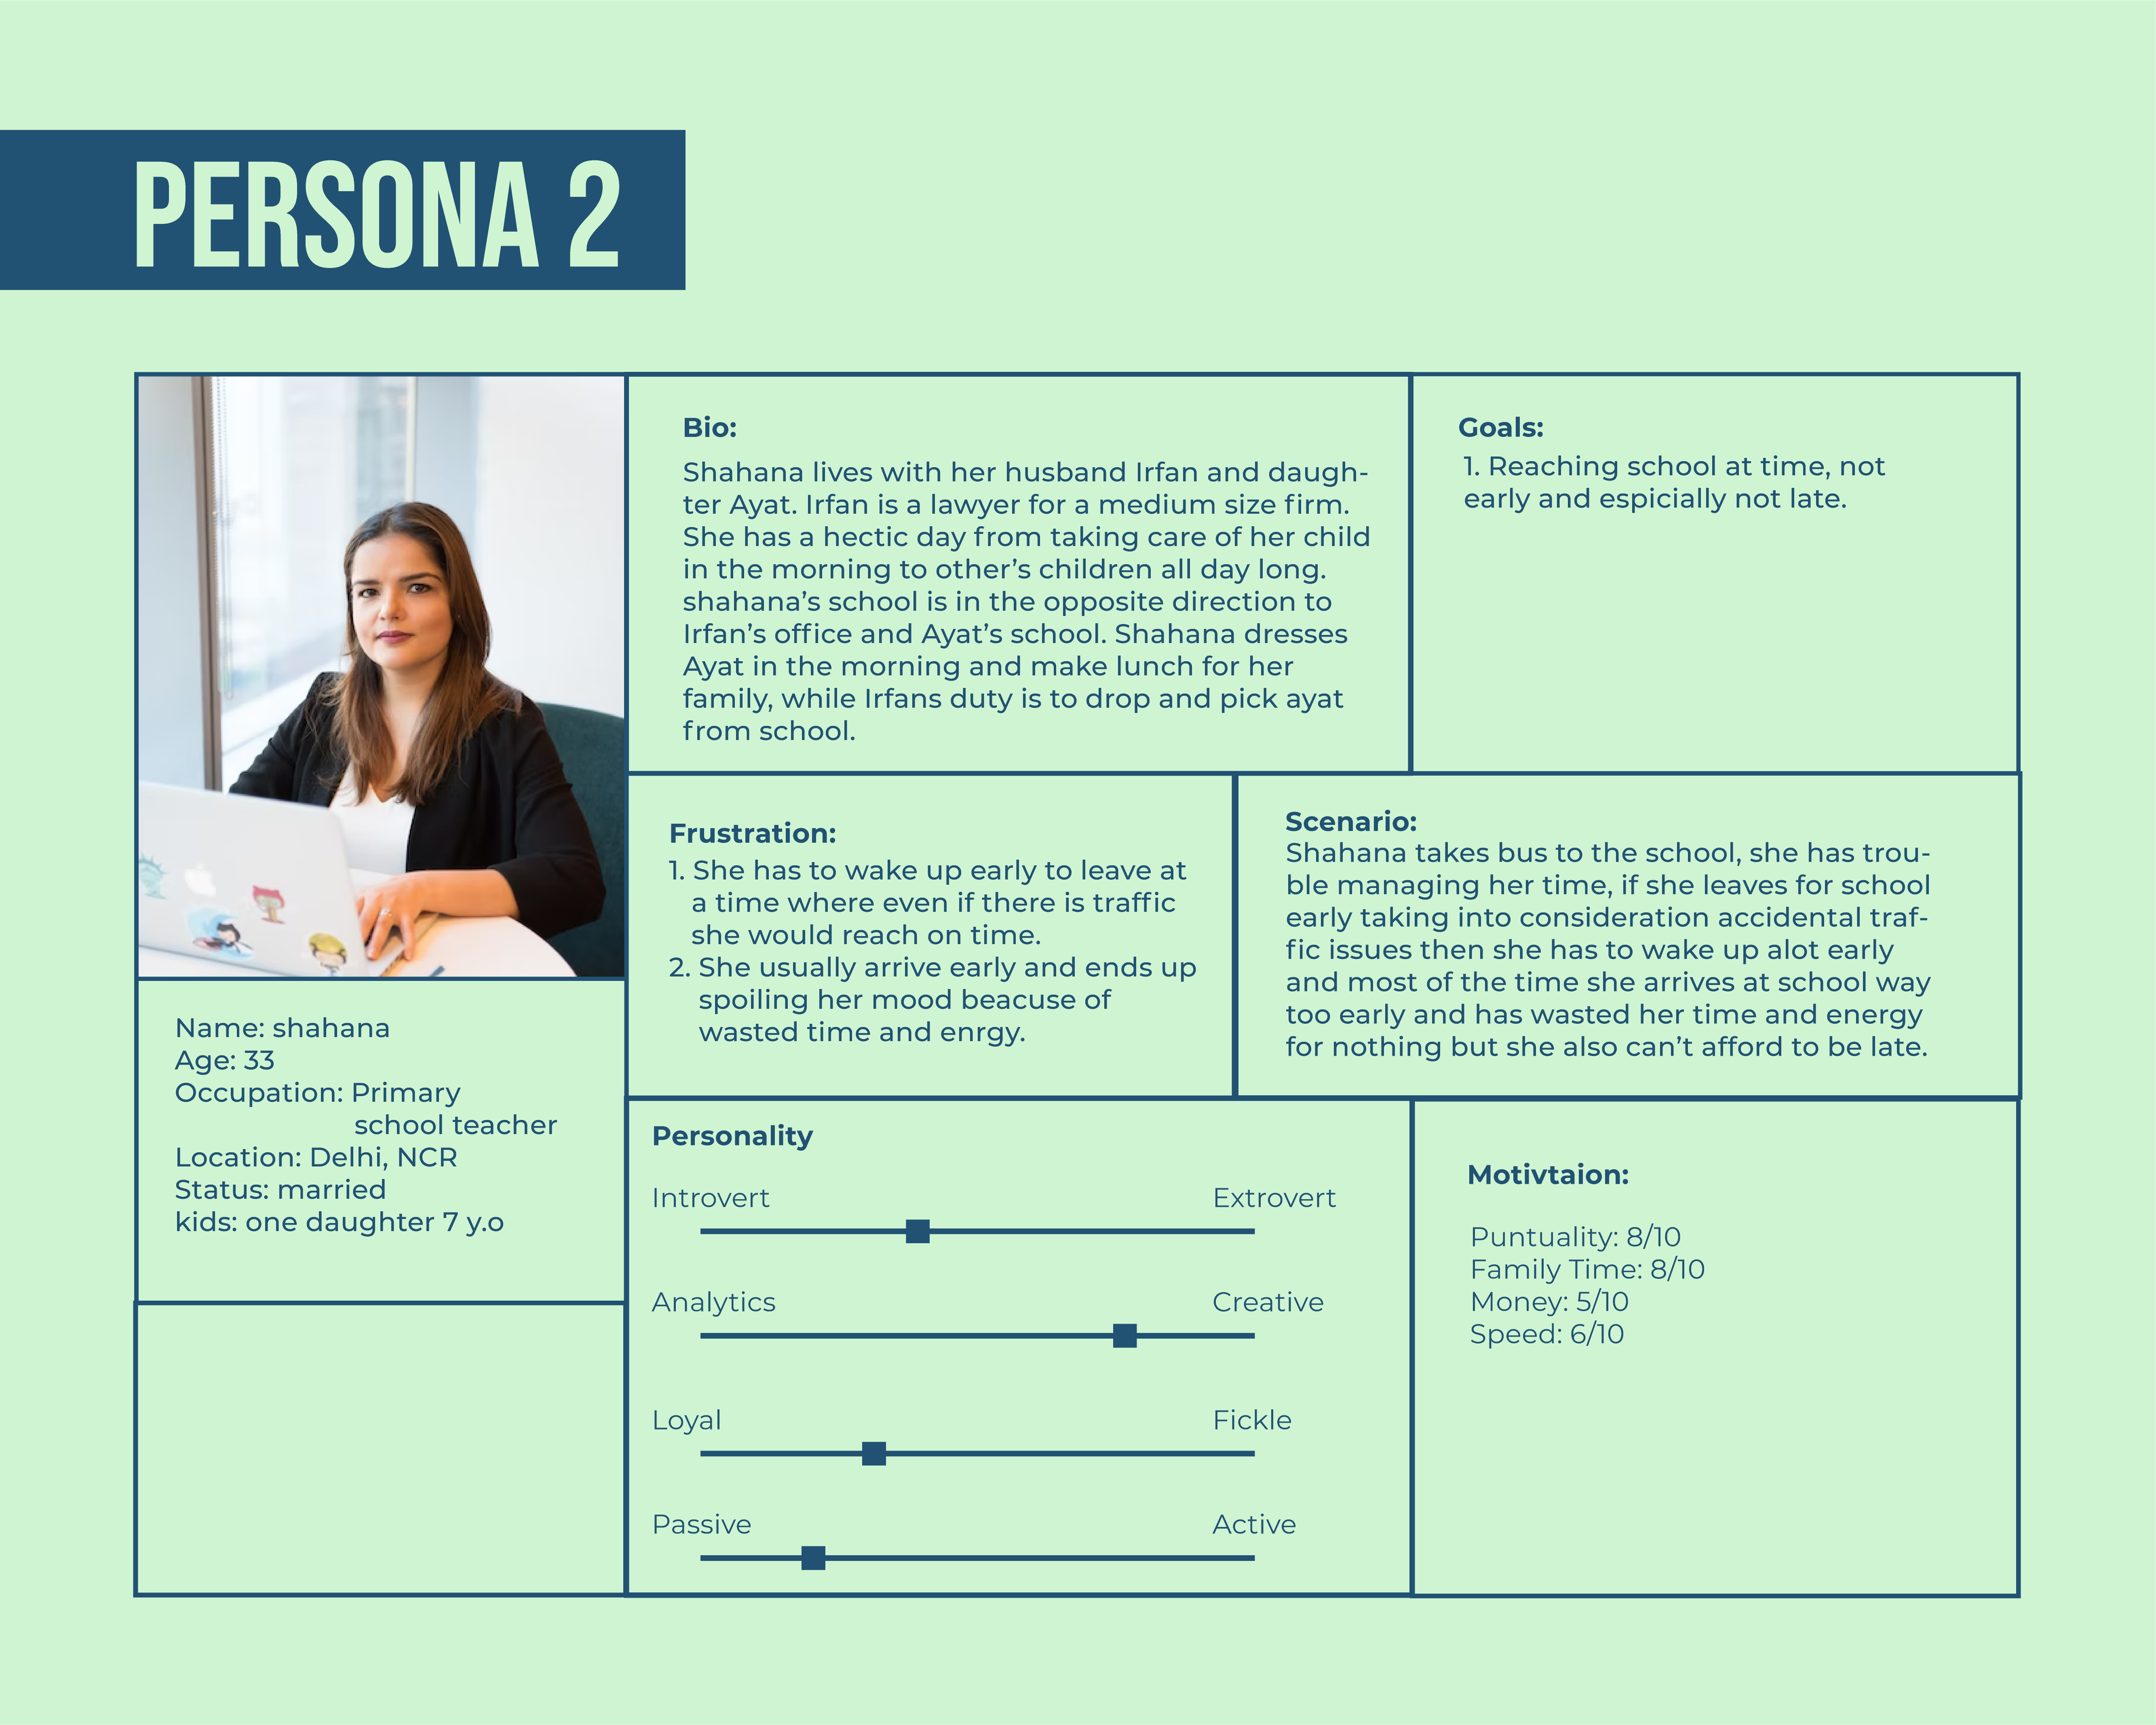 PERSONA 2
Name: shahana
Age: 33
Occupation: Primary
school teacher
Location: Delhi, NCR
Status: married
kids: one daughter 7 y.o
Bio:
Shahana lives with her husband Irfan and daugh-
ter Ayat. Irfan is a lawyer for a medium size firm.
She has a hectic day from taking care of her child
in the morning to other’s children all day long.
shahana’s school is in the opposite direction to
Irfan’s office and Ayat’s school. Shahana dresses
Ayat in the morning and make lunch for her
family, while Irfans duty is to drop and pick ayat
from school.
Goals:
1. Reaching school at time, not
early and espicially not late.
Frustration:
1. She has to wake up early to leave at
a time where even if there is traffic
she would reach on time.
2. She usually arrive early and ends up
spoiling her mood beacuse of
wasted time and enrgy.
Scenario:
Shahana takes bus to the school, she has trou-
ble managing her time, if she leaves for school
early taking into consideration accidental traf-
fic issues then she has to wake up alot early
and most of the time she arrives at school way
too early and has wasted her time and energy
for nothing but she also can’t afford to be late.
Personality
Introvert Extrovert
Analytics Creative
Loyal Fickle
Passive Active
Motivtaion:
Puntuality: 8/10
Family Time: 8/10
Money: 5/10
Speed: 6/10